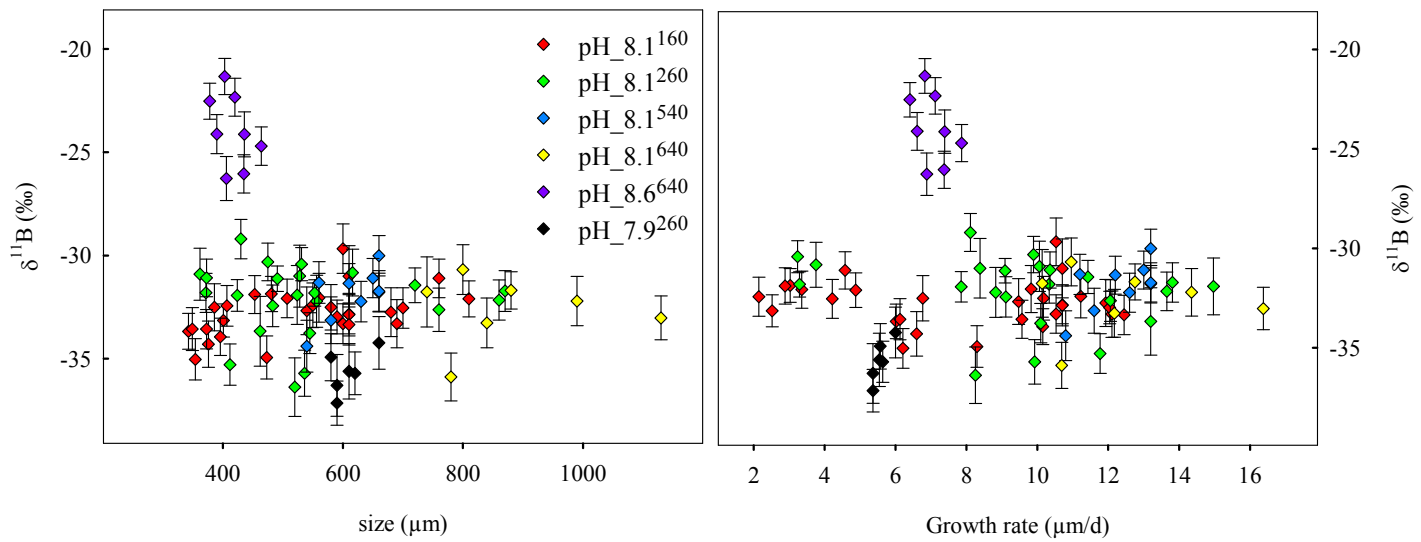 -20
-25
-30
-35
δ¹¹B (‰)
400
600
800
1000
size (µm)
pH_8.1¹⁶⁰
pH_8.1²⁶⁰
pH_8.1⁵⁴⁰
pH_8.1⁶⁴⁰
pH_8.6⁶⁴⁰
pH_7.9²⁶⁰
2
4
6
8
10
12
14
16
Growth rate (µm/d)
-20
-25
-30
-35
δ¹¹B (‰)